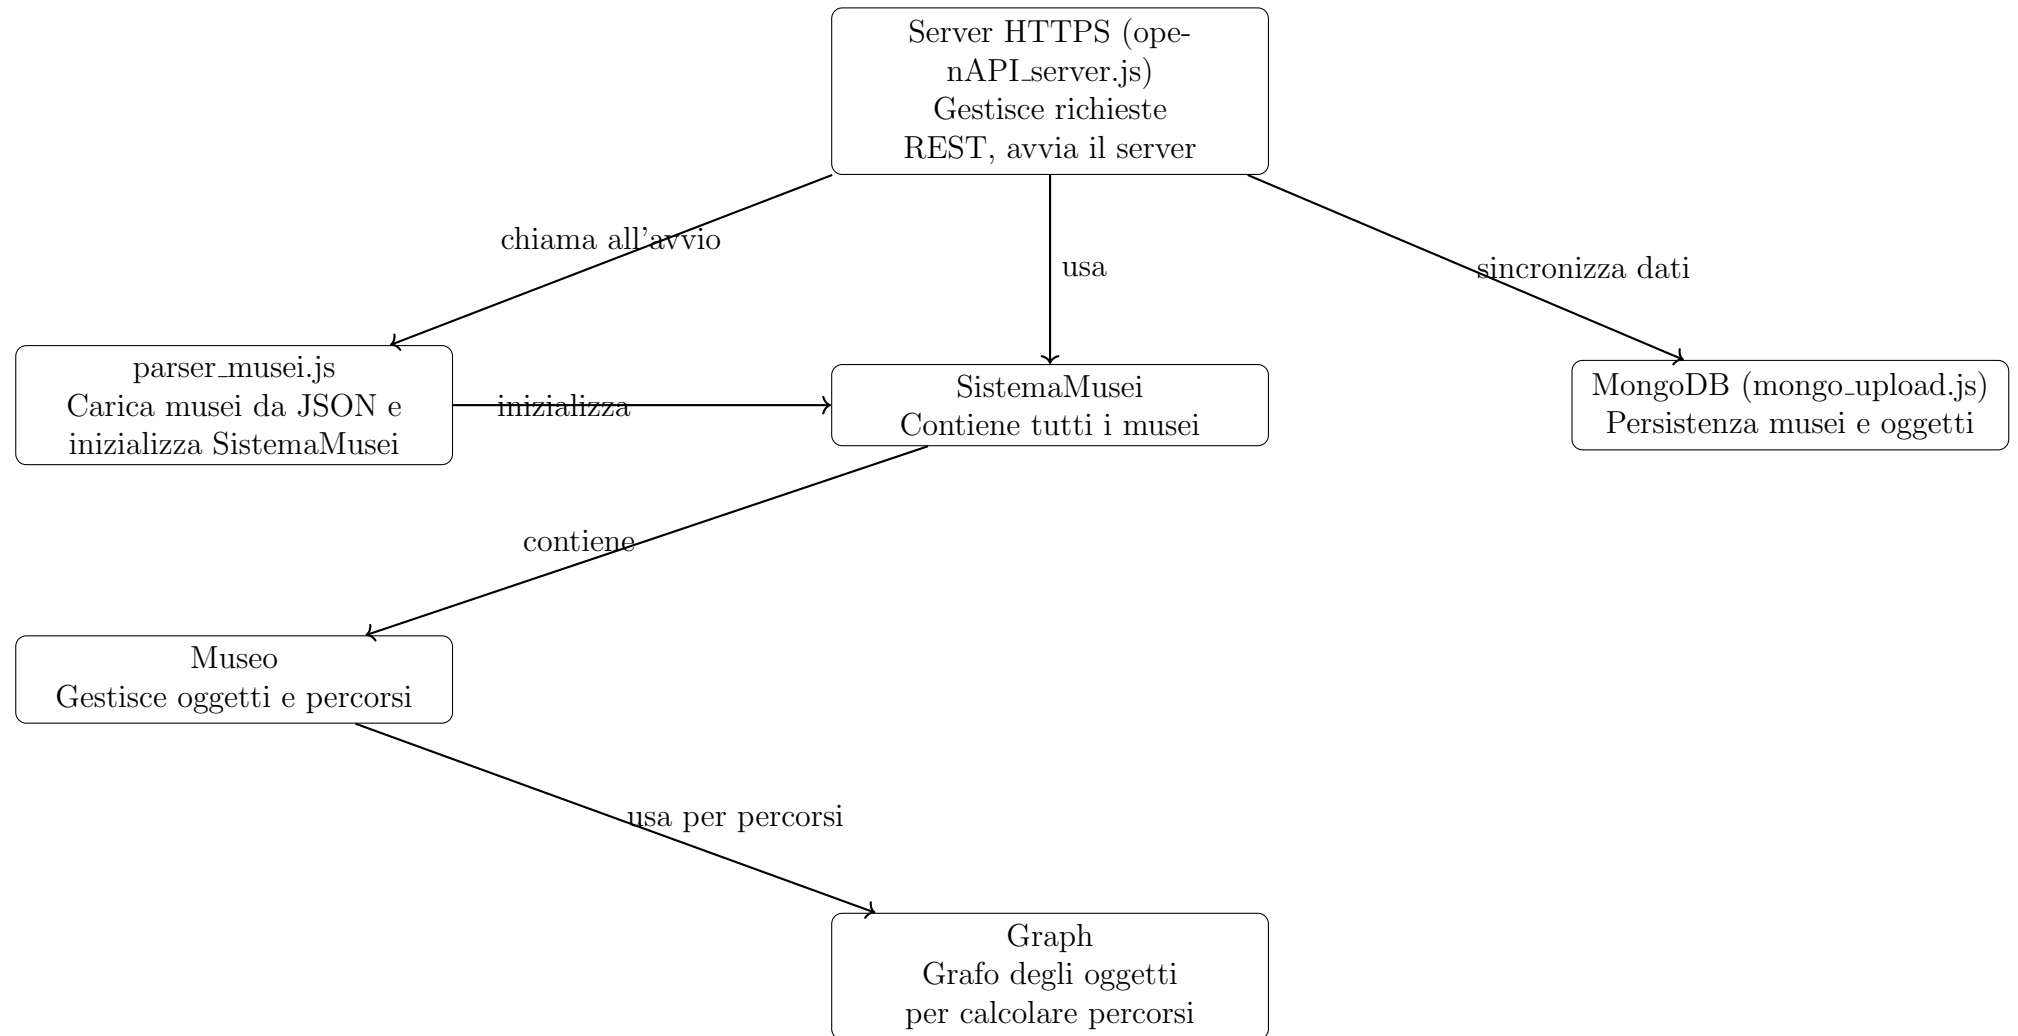 Server HTTPS (ope-
nAPI_server.js)
Gestisce richieste
REST, avvia il server
chiama all'avvio
usa
sincronizza dati
parser_musei.js
Carica musei da JSON e
inizializza SistemaMusei
inizializza
SistemaMusei
Contiene tutti i musei
MongoDB (mongo_upload.js)
Persistenza musei e oggetti
contiene
Museo
Gestisce oggetti e percorsi
usa per percorsi
Graph
Grafo degli oggetti
per calcolare percorsi